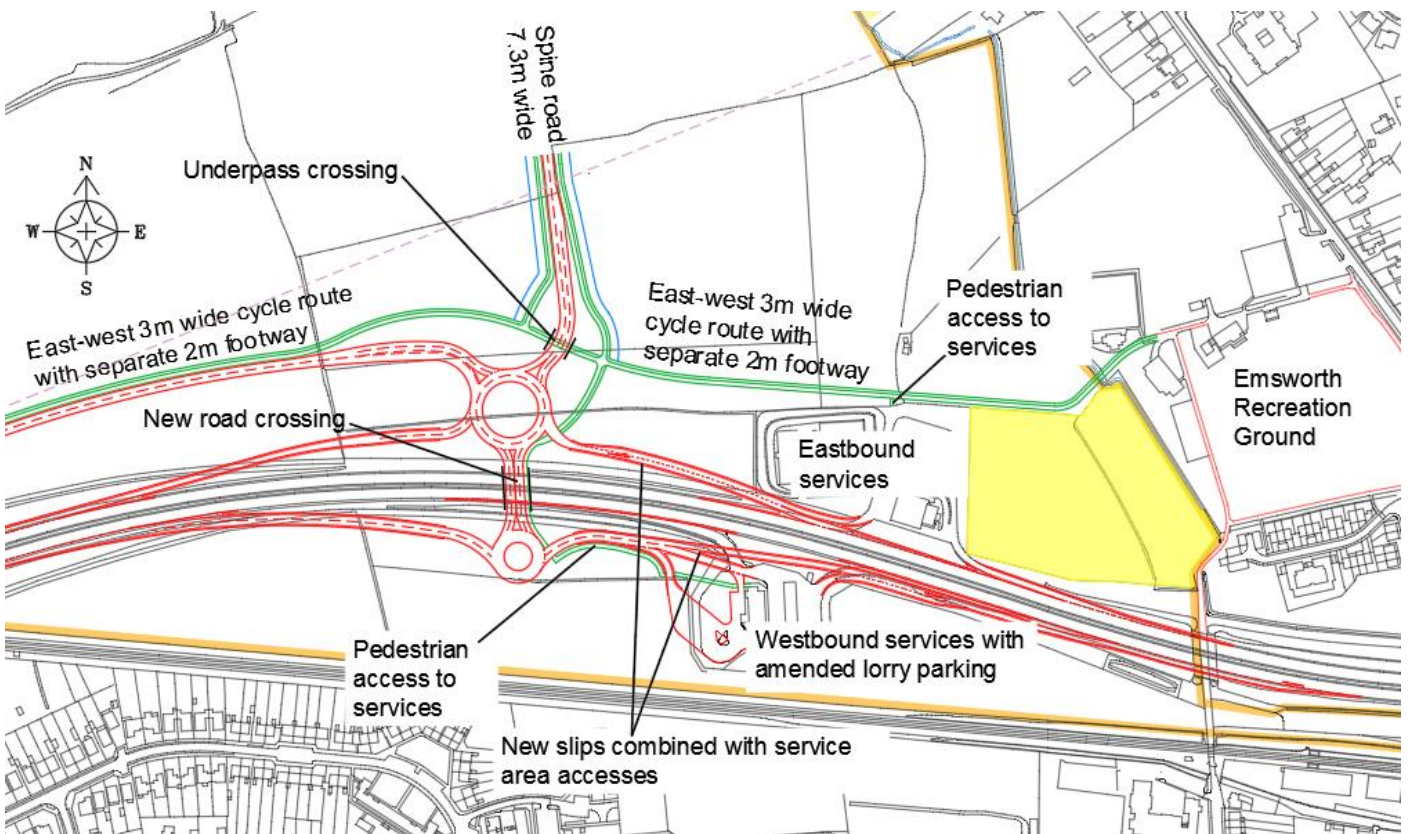 Spine road
7.3m wide
Underpass crossing
N
W
E
S
East-west 3m wide cycle route
with separate 2m footway
East-west 3m wide
cycle route with
separate 2m footway
Pedestrian
access to
services
New road crossing
Emsworth
Recreation
Ground
Eastbound
services
Pedestrian
access to
services
Westbound services with
amended lorry parking
New slips combined with service
area accesses